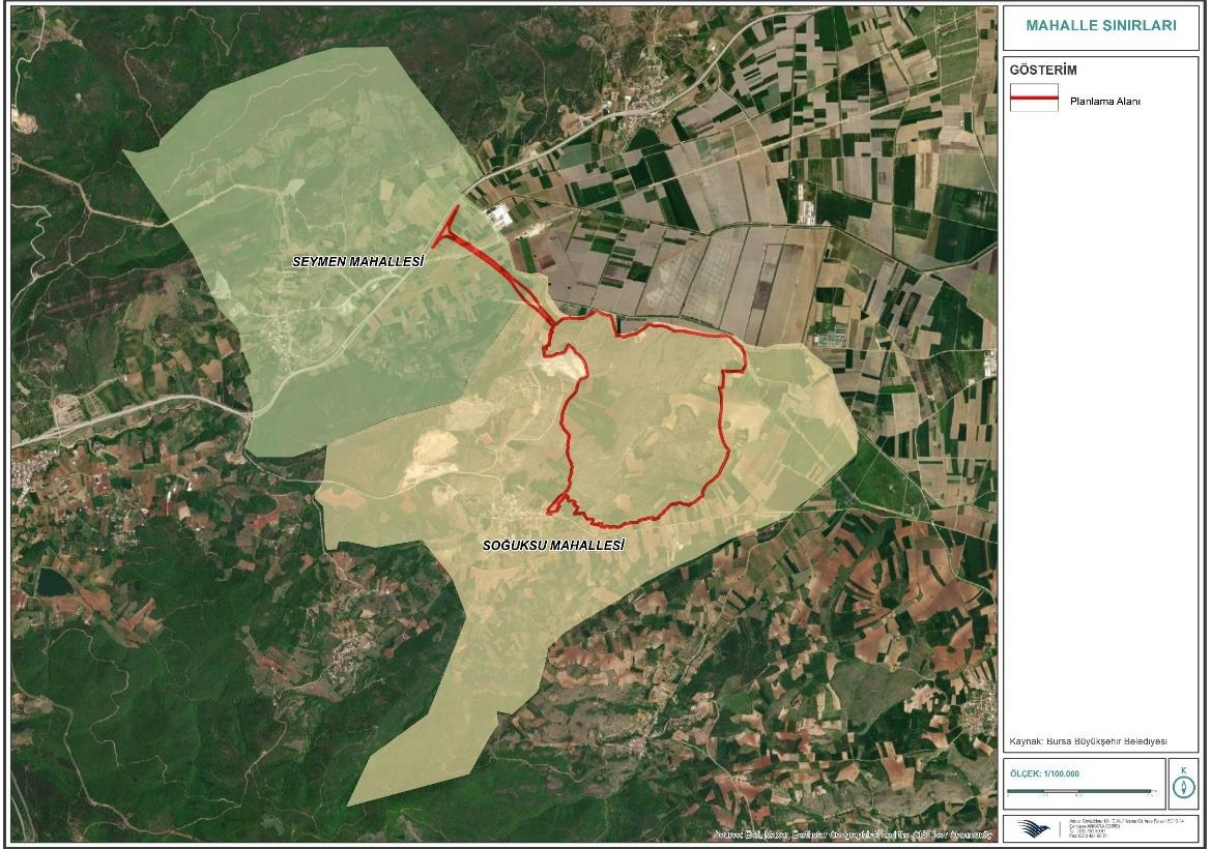 MAHALLE SINIRLARI
GÖSTERİM
Planlama Alanı
SEYMEN MAHALLESİ
SOĞUKSU MAHALLESİ
Kaynak: Bursa Büyükşehir Belediyesi
ÖLÇEK: 1/100.000
K